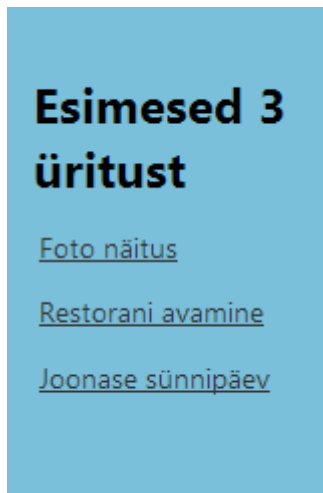 Esimesed 3
üritust
Foto näitus
Restorani avamine
Joonase sünnipäev